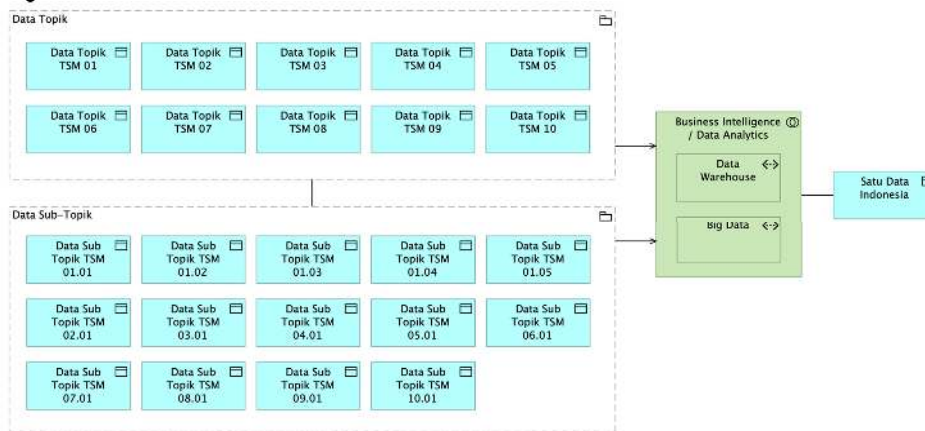 Data Topik
Data Topik
TSM 01
Data Topik
TSM 02
Data Topik
TSM 03
Data Topik
TSM 04
Data Topik
TSM 05
Data Topik
TSM 06
Data Topik
TSM 07
Data Topik
TSM 08
Data Topik
TSM 09
Data Topik
TSM 10
Data Sub-Topik
Data Sub
Topik TSM
01.01
Data Sub
Topik TSM
01.02
Data Sub
Topik TSM
01.03
Data Sub
Topik TSM
01.04
Data Sub
Topik TSM
01.05
Data Sub
Topik TSM
02.01
Data Sub
Topik TSM
03.01
Data Sub
Topik TSM
04.01
Data Sub
Topik TSM
05.01
Data Sub
Topik TSM
06.01
Data Sub
Topik TSM
07.01
Data Sub
Topik TSM
08.01
Data Sub
Topik TSM
09.01
Data Sub
Topik TSM
10.01
Business Intelligence
/ Data Analytics
Data
Warehouse
Big Data
Satu Data
Indonesia